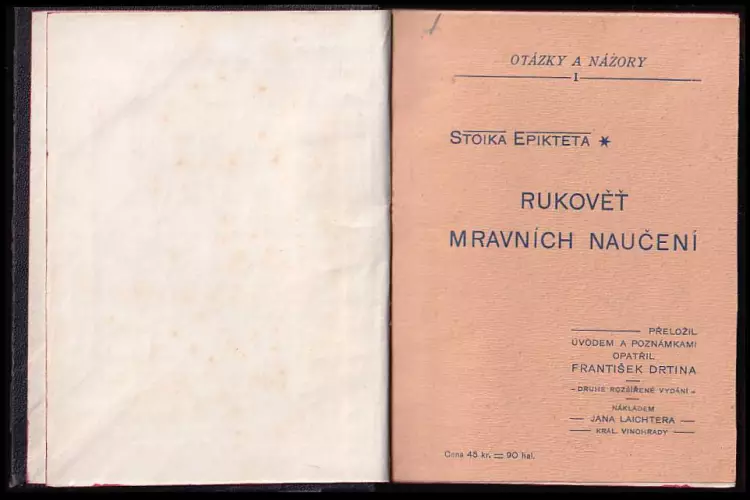 OTÁZKY A NÁZORY
I
STOIKA EPIKTETA *
RUKOVĚŤ
MRAVNÍCH NAUČENÍ
PŘELOŽIL
ÚVODEM A POZNÁMKAMI
OPATŘIL
FRANTIŠEK DRTINA
- DRUHÉ ROZŠÍŘENÉ VYDÁNÍ -
NÁKLADEM
JANA LAICHTERA
KRÁL. VINOHRADY
Cena 45 kr. = 90 hal.